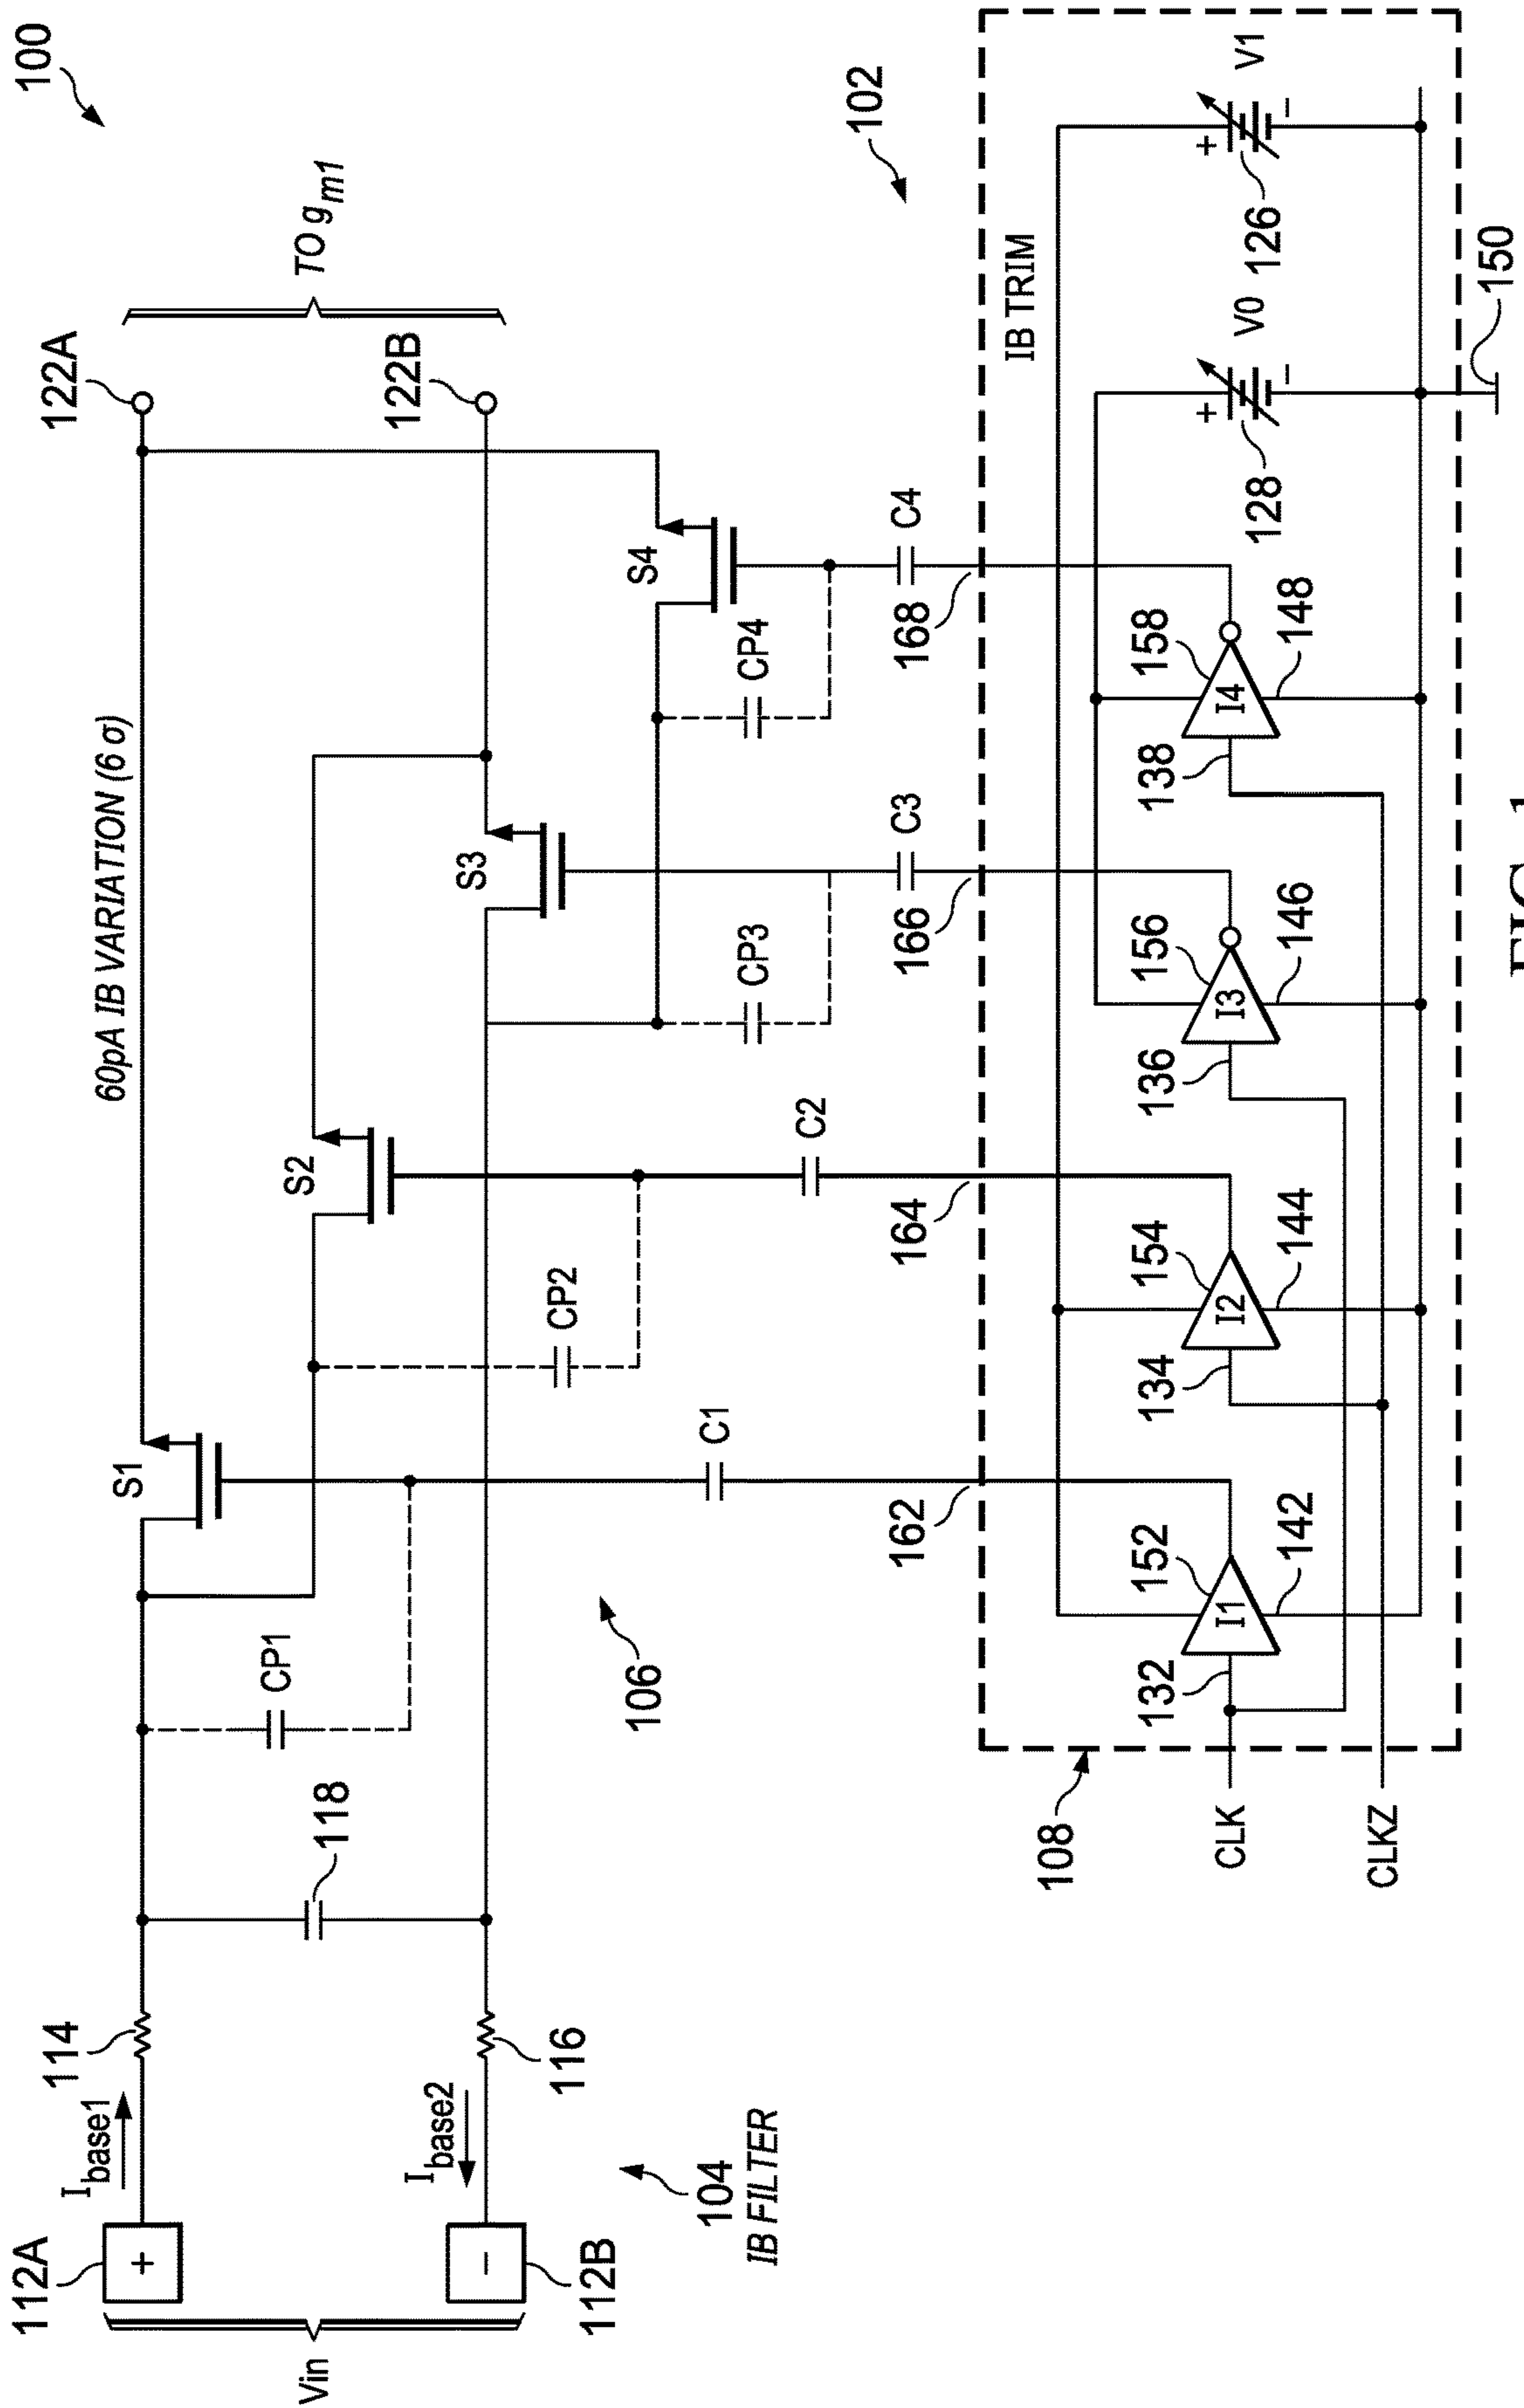 100
102
112A
+
I base1
114
60pA IB VARIATION (6 σ)
122A
TO g m1
Vin
118
CP1
S1
S2
122B
112B
−
I base2
116
104
IB FILTER
CP2
S3
CP3
S4
CP4
106
C1
C2
C3
C4
162
164
166
168
108
IB TRIM
CLK
CLKZ
132
I1
152
142
134
I2
154
144
136
I3
156
146
138
I4
158
148
+
−
128
V0
+
−
126
V1
150